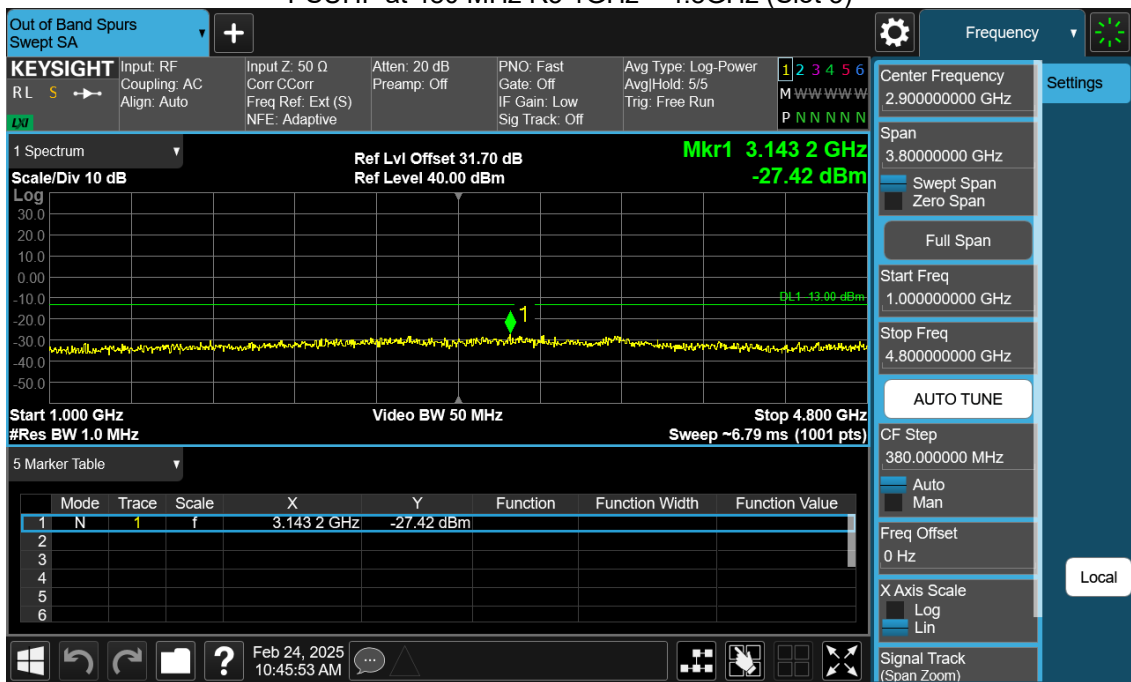 Out of Band Spurs
Swept SA
Frequency
KEYSIGHT
RL S
LXI
Input: RF
Coupling: AC
Align: Auto
Input Z: 50 Ω
Corr CCorr
Freq Ref: Ext (S)
NFE: Adaptive
Atten: 20 dB
Preamp: Off
PNO: Fast
Gate: Off
IF Gain: Low
Sig Track: Off
Avg Type: Log-Power
Avg|Hold: 5/5
Trig: Free Run
1 2 3 4 5 6
M W W W W W
P N N N N N
1 Spectrum
Scale/Div 10 dB
Ref Lvl Offset 31.70 dB
Ref Level 40.00 dBm
Mkr1 3.143 2 GHz
-27.42 dBm
Log
30.0
20.0
10.0
0.00
-10.0
-20.0
-30.0
-40.0
-50.0
DL1 -13.00 dBm
1
Start 1.000 GHz
#Res BW 1.0 MHz
Video BW 50 MHz
Stop 4.800 GHz
Sweep ~6.79 ms (1001 pts)
5 Marker Table
Mode Trace Scale X Y Function Function Width Function Value
1 N 1 f 3.143 2 GHz -27.42 dBm
2
3
4
5
6
Feb 24, 2025
10:45:53 AM
Center Frequency
2.900000000 GHz
Span
3.80000000 GHz
Swept Span
Zero Span
Full Span
Start Freq
1.000000000 GHz
Stop Freq
4.800000000 GHz
AUTO TUNE
CF Step
380.000000 MHz
Auto
Man
Freq Offset
0 Hz
X Axis Scale
Log
Lin
Signal Track
(Span Zoom)
Settings
Local